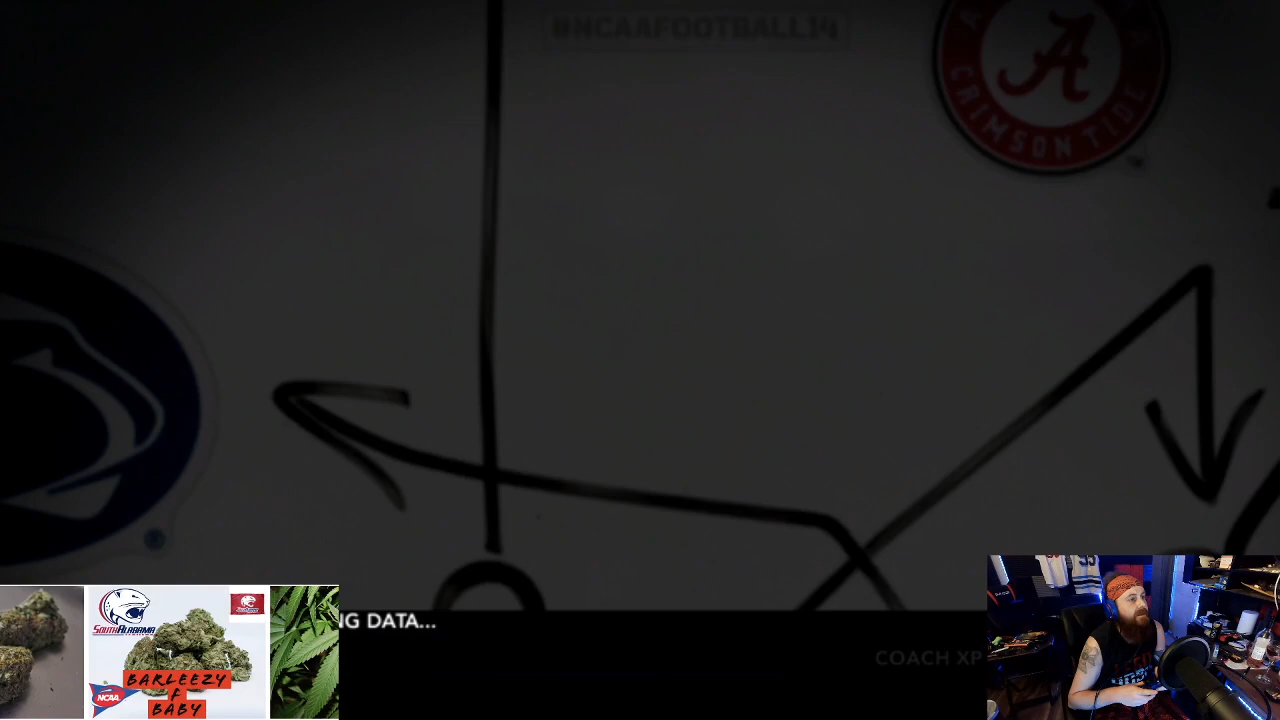 #NCAAFOOTBALL14
A
CRIMSON TIDE
NG DATA...
COACH XP
SOUTH ALABAMA
BARLEEZY
F
BABY
NCAA